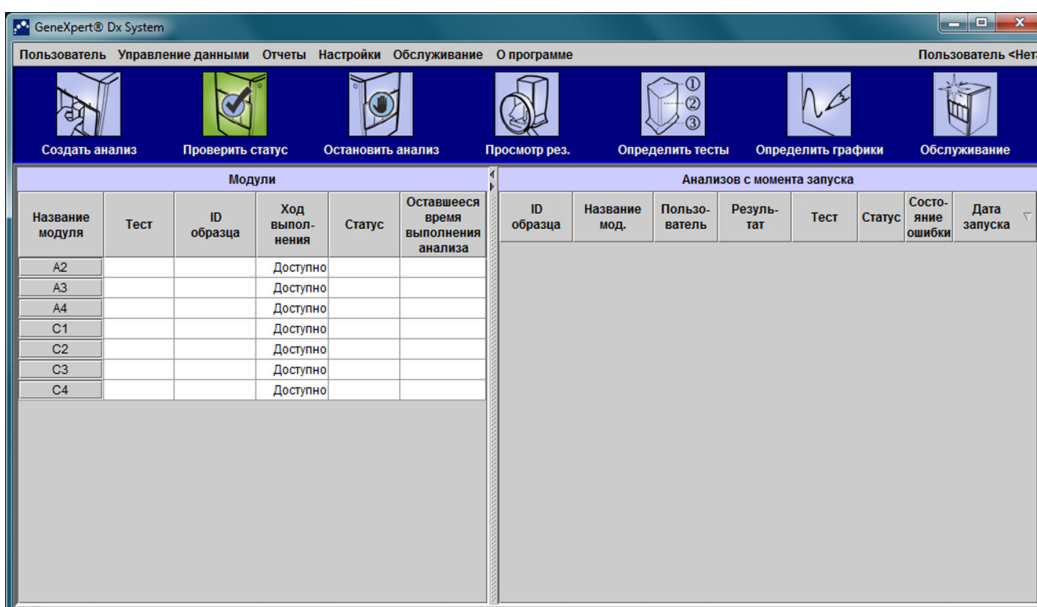 GeneXpert® Dx System
Пользователь Управление данными Отчеты Настройки Обслуживание О программе Пользователь <Нет>
Создать анализ Проверить статус Остановить анализ Просмотр рез. Определить тесты Определить графики Обслуживание
Модули
Название модуля Тест ID образца Ход выпол-нения Статус Оставшееся время выполнения анализа
A2 Доступно
A3 Доступно
A4 Доступно
C1 Доступно
C2 Доступно
C3 Доступно
C4 Доступно
Анализов с момента запуска
ID образца Название мод. Пользо-ватель Резуль-тат Тест Статус Состо-яние ошибки Дата запуска